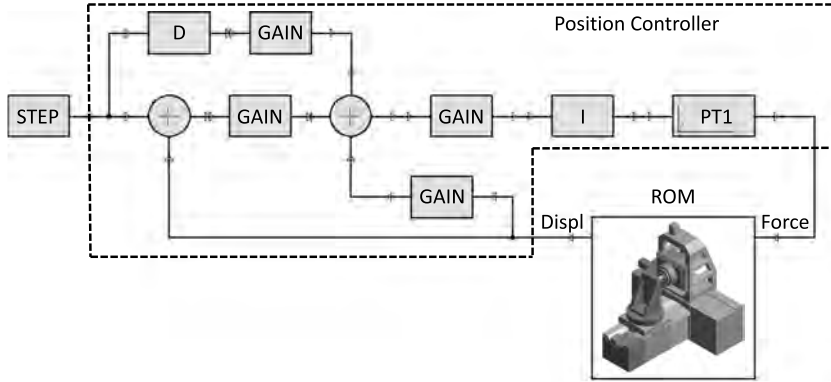 Position Controller
D
GAIN
STEP
GAIN
GAIN
I
PT1
GAIN
Displ
ROM
Force